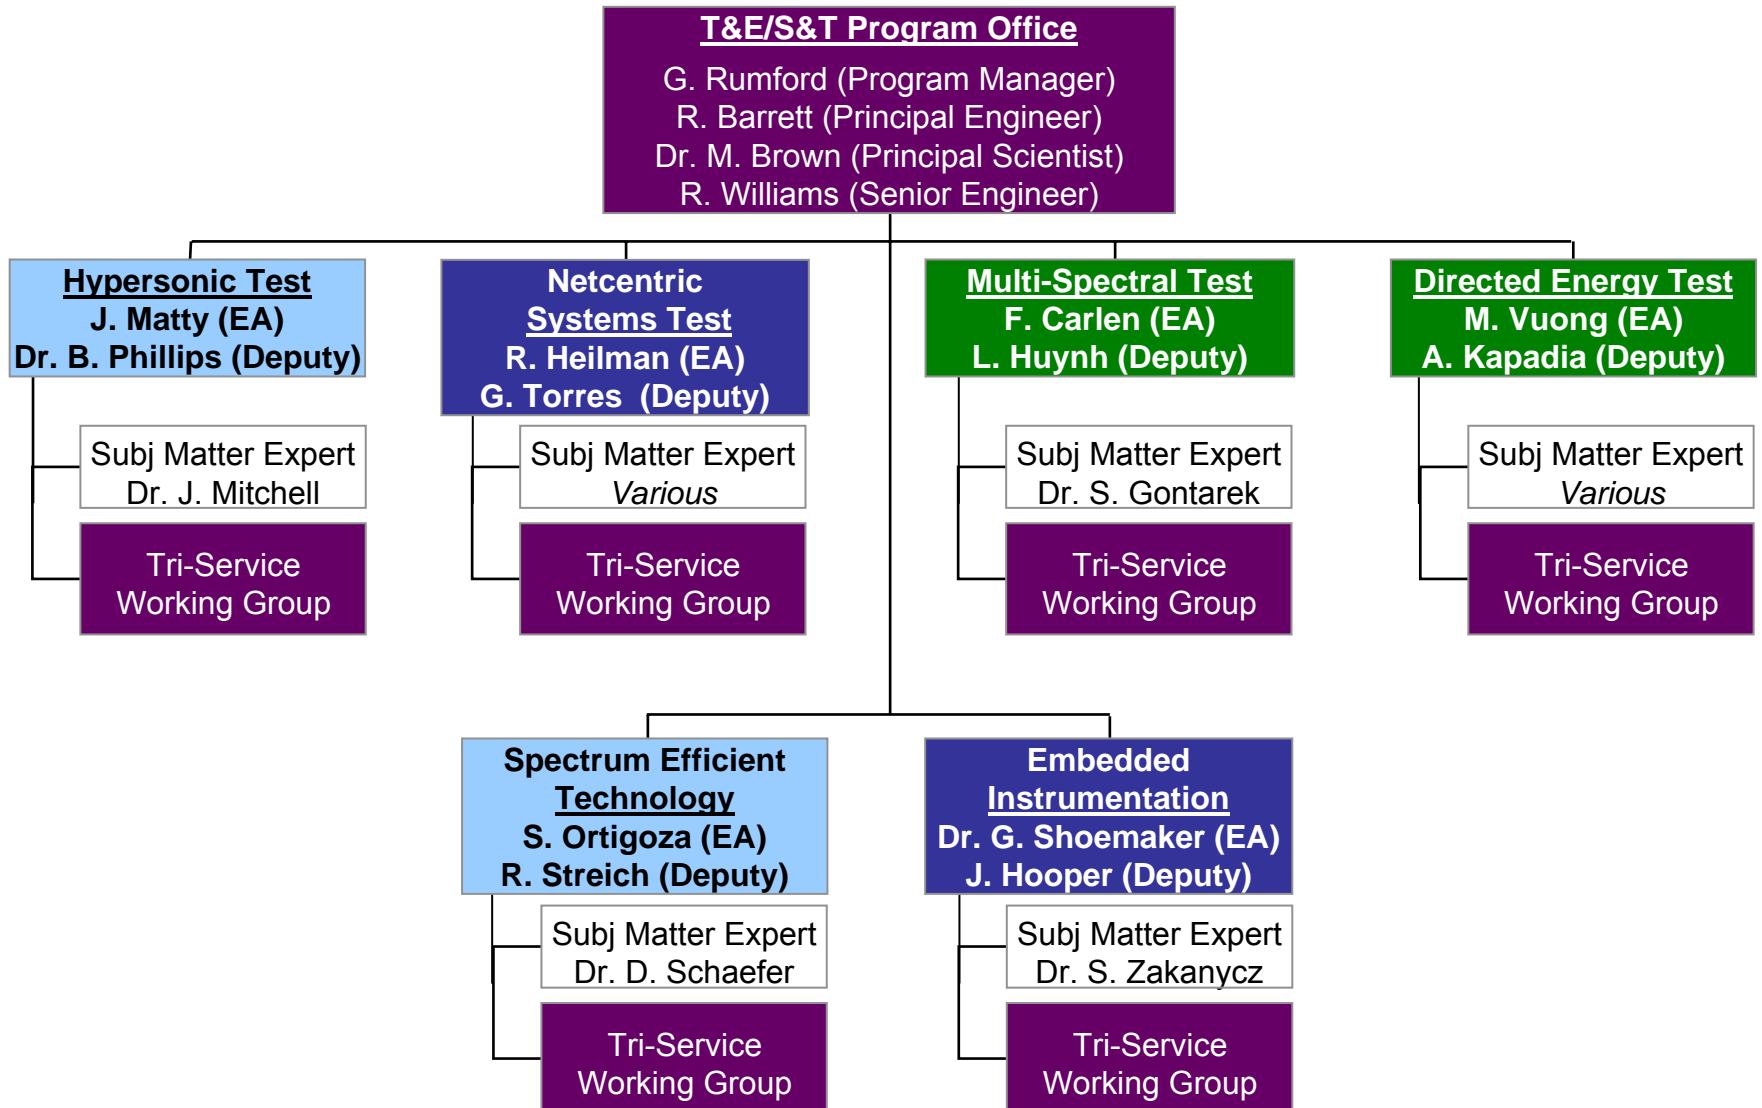 T&E/S&T Program Office
G. Rumford (Program Manager)
R. Barrett (Principal Engineer)
Dr. M. Brown (Principal Scientist)
R. Williams (Senior Engineer)
Hypersonic Test
J. Matty (EA)
Dr. B. Phillips (Deputy)
Subj Matter Expert
Dr. J. Mitchell
Tri-Service
Working Group
Netcentric
Systems Test
R. Heilman (EA)
G. Torres (Deputy)
Subj Matter Expert
Various
Tri-Service
Working Group
Multi-Spectral Test
F. Carlen (EA)
L. Huynh (Deputy)
Subj Matter Expert
Dr. S. Gontarek
Tri-Service
Working Group
Directed Energy Test
M. Vuong (EA)
A. Kapadia (Deputy)
Subj Matter Expert
Various
Tri-Service
Working Group
Spectrum Efficient
Technology
S. Ortigoza (EA)
R. Streich (Deputy)
Subj Matter Expert
Dr. D. Schaefer
Tri-Service
Working Group
Embedded
Instrumentation
Dr. G. Shoemaker (EA)
J. Hooper (Deputy)
Subj Matter Expert
Dr. S. Zakanycz
Tri-Service
Working Group